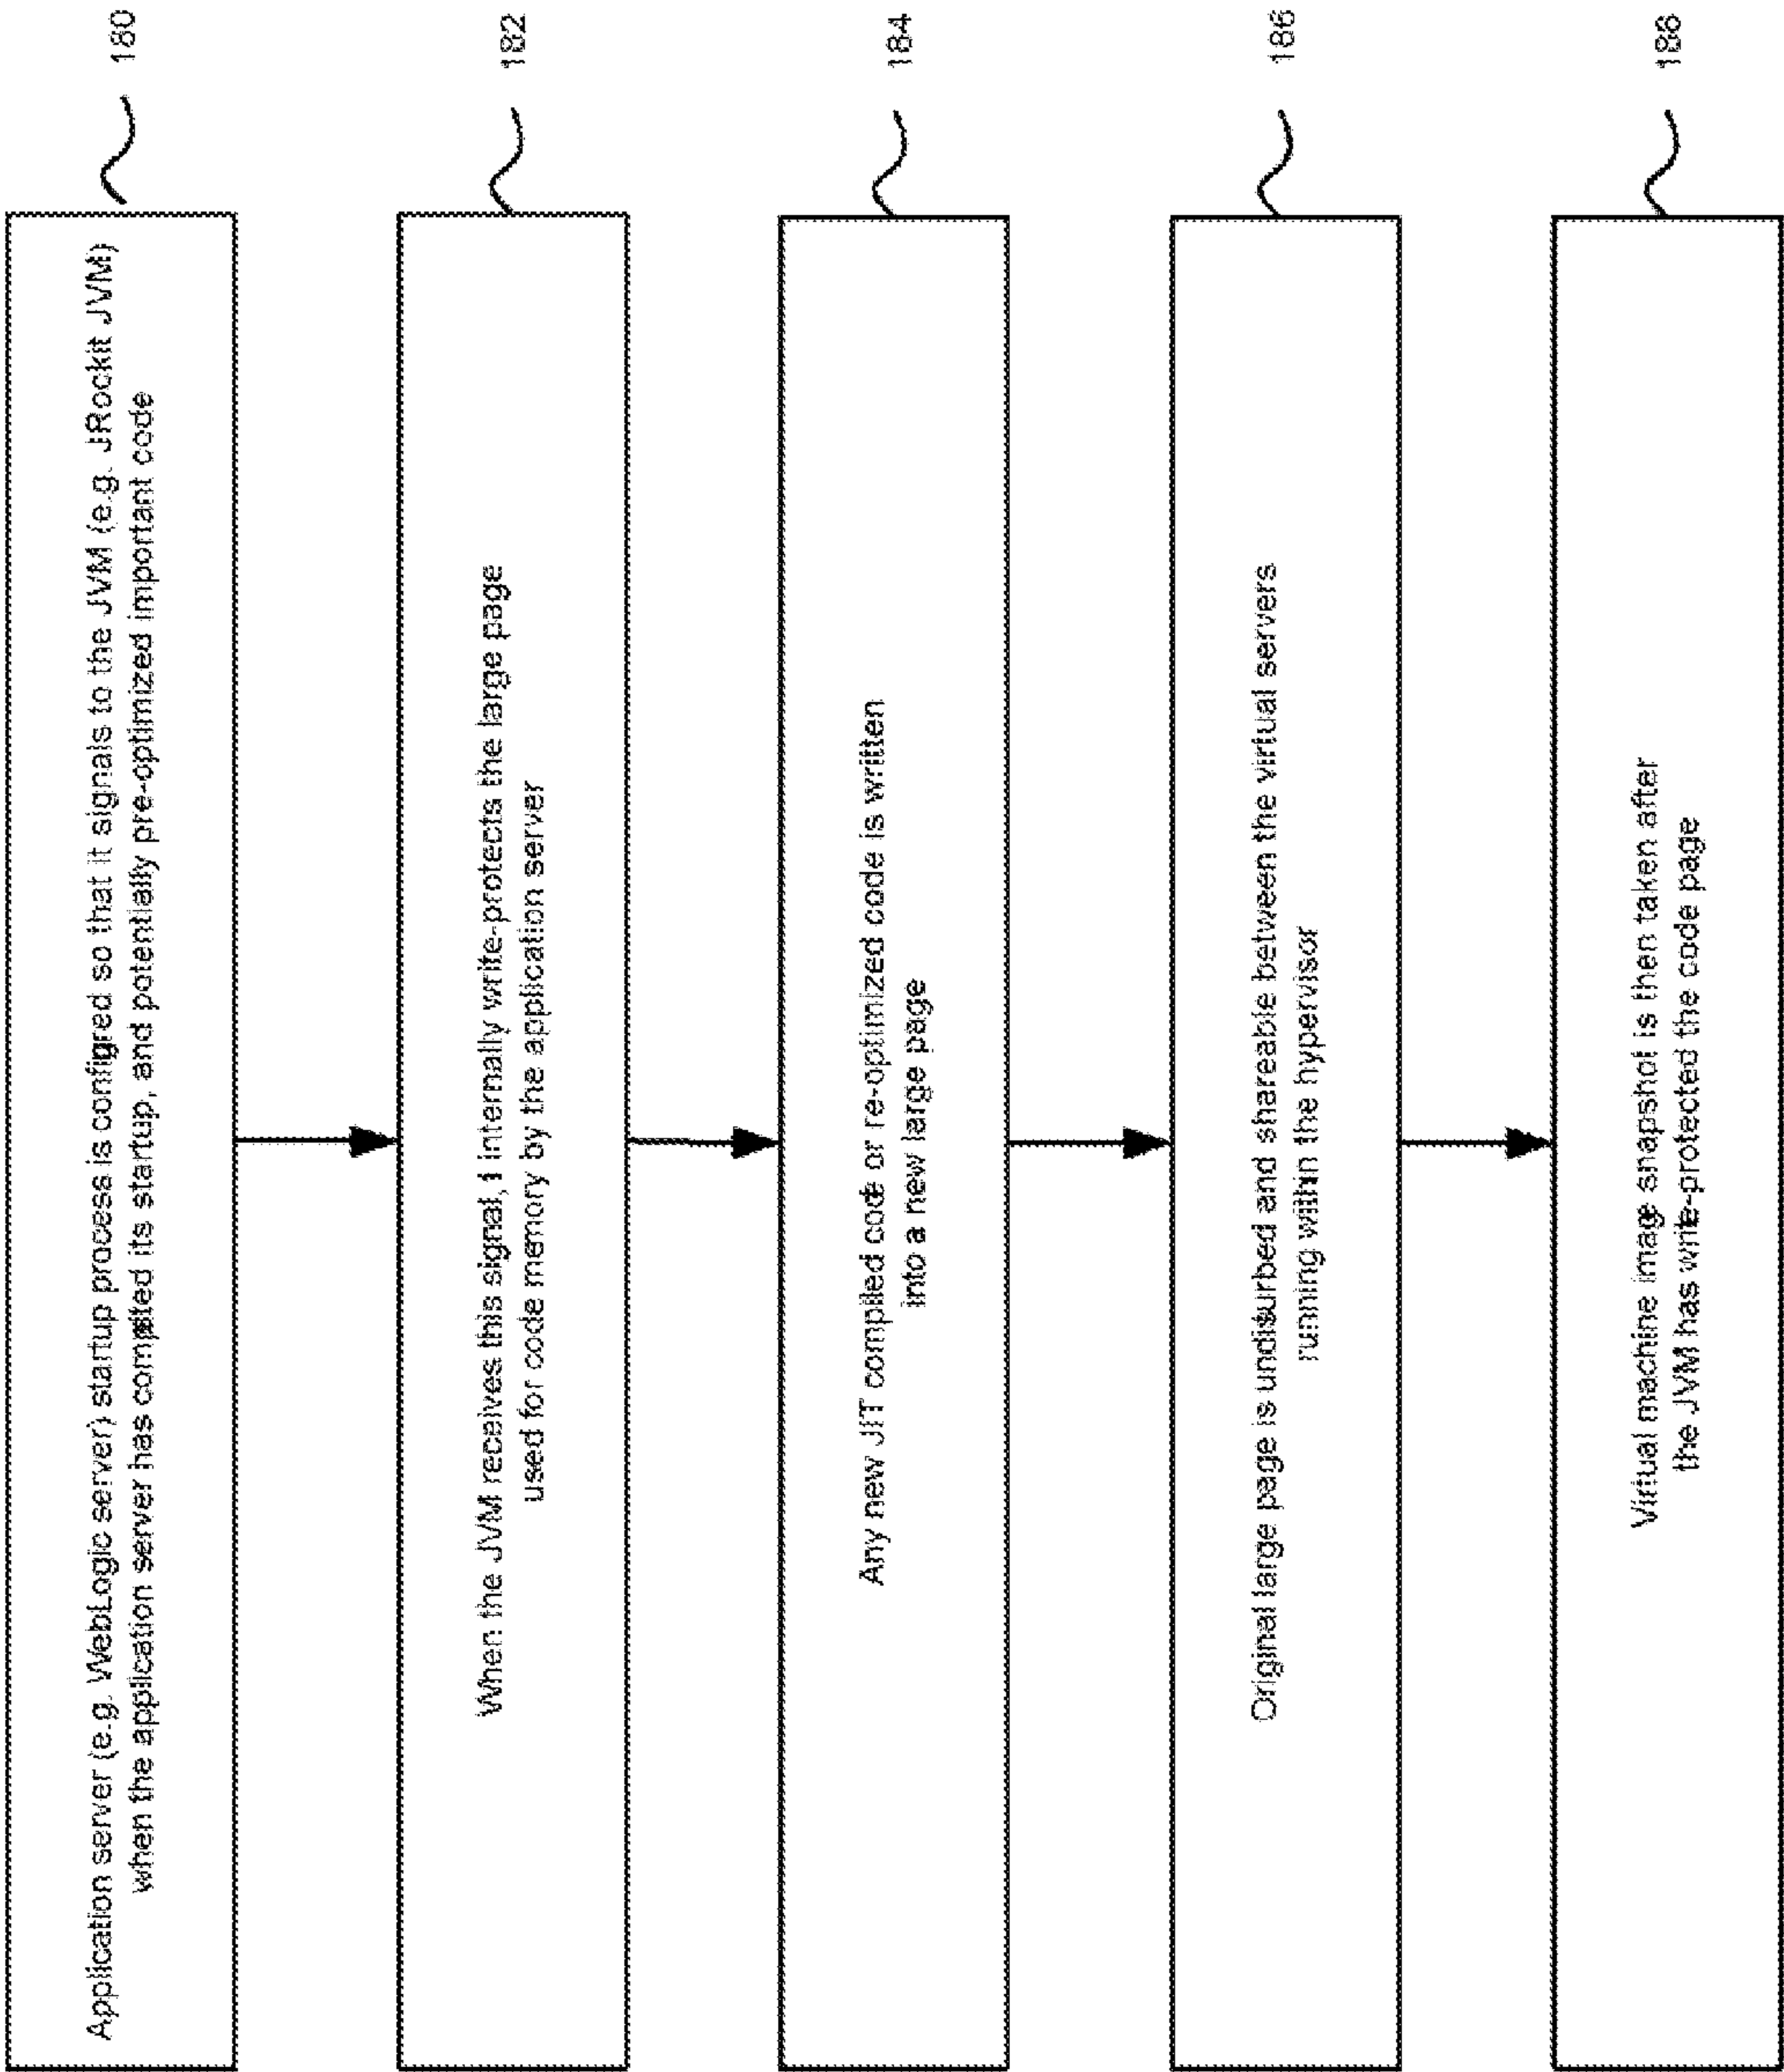 Application server (e.g. WebLogic server) startup process is configred so that it signals to the JVM (e.g. JRockit JVM)
when the application server has compited its startup, and potentially pre-optimized important code
180
When the JVM receives this signal, internally write-protects the large page
used for code memory by the application server
182
Any new JIT compiled code or re-optimized code is written
into a new large page
184
Original large page is undisurbed and shareable between the virtual servers
running within the hypervisor
186
Virtual machine image snapshot is then taken after
the JVM has write-protected the code page
188